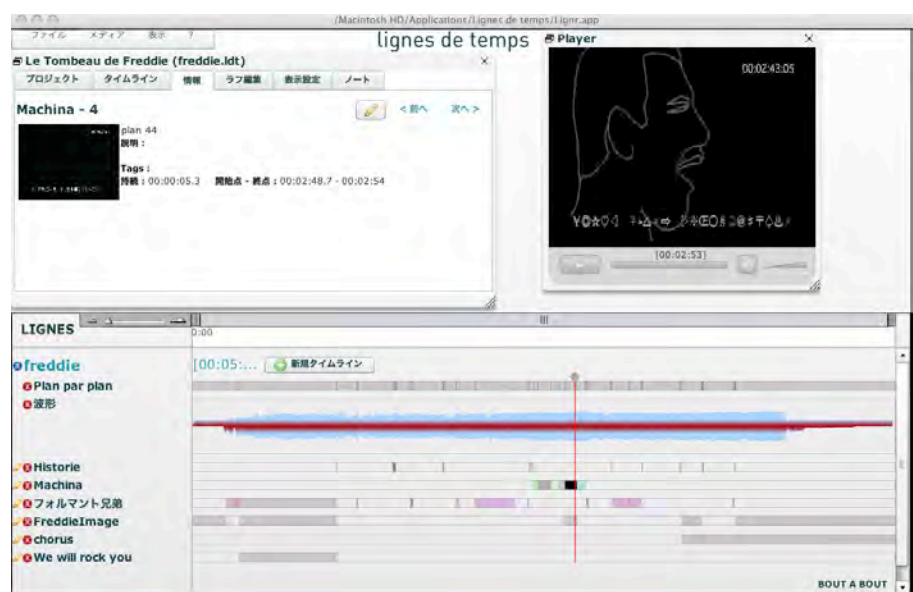 /Macintosh HD/Applications/Lignes de temps/Lignr.app
ファイル メディア 表示 ?
lignes de temps
Player
Le Tombeau de Freddie (freddie.ldt)
プロジェクト タイムライン 情報 ラフ編集 表示設定 ノート
Machina - 4
<前へ 次へ>
plan 44
説明 :
Tags :
持続 : 00:00:05.3 開始点 - 終点 : 00:02:48.7 - 00:02:54
00:02:43:05
[00:02:53]
LIGNES
0:00
freddie
[00:05:... 新規タイムライン
Plan par plan
波形
Historie
Machina
フォルマント兄弟
FreddieImage
chorus
We will rock you
BOUT A BOUT